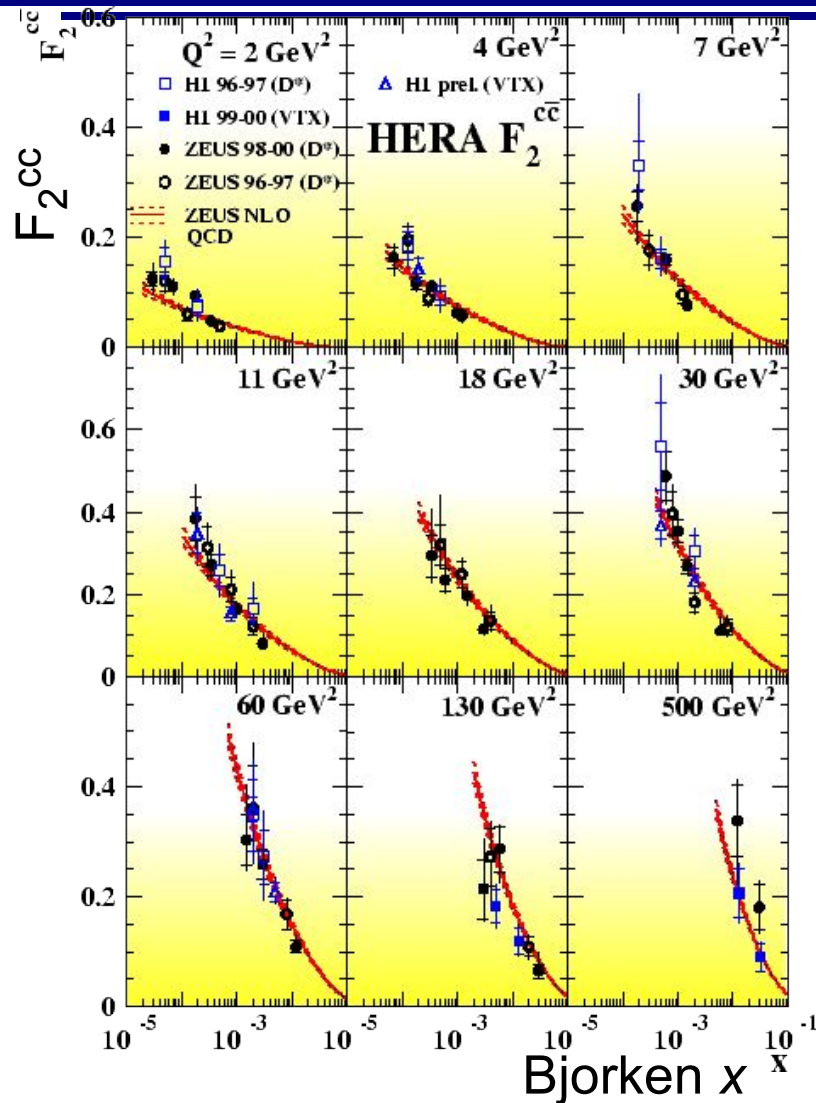 0.6
F₂ᶜᶜ̅
Q² = 2 GeV²
4 GeV²
7 GeV²
H1 96-97 (D*)
H1 99-00 (VTX)
ZEUS 98-00 (D*)
ZEUS 96-97 (D*)
ZEUS NLO
QCD
H1 prel. (VTX)
HERA F₂ᶜᶜ̅
F₂ᶜᶜ
0.4
0.2
0
11 GeV²
18 GeV²
30 GeV²
0.6
0.4
0.2
0
60 GeV²
130 GeV²
500 GeV²
0.4
0.2
0
10⁻⁵ 10⁻³ 10⁻⁵ 10⁻³ 10⁻⁵ 10⁻³ 10⁻¹
x
Bjorken x